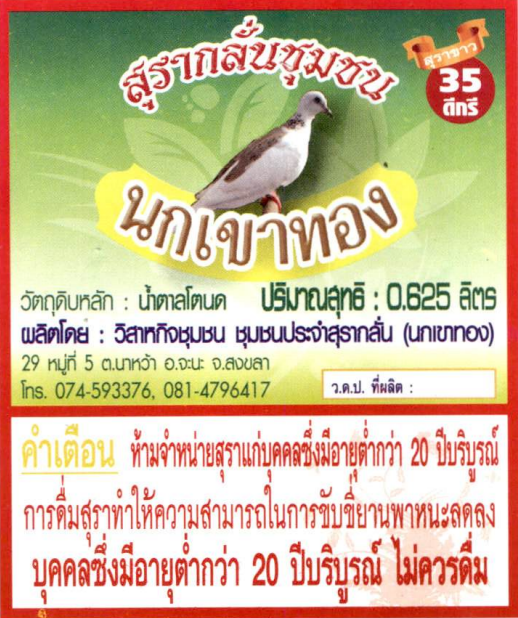 สุรากลั่นชุมชน
สุราขาว
35
ดีกรี
นกเขาทอง
วัตถุดิบหลัก : น้ำตาลโตนด ปริมาณสุทธิ : 0.625 ลิตร
ผลิตโดย : วิสาหกิจชุมชน ชุมชนประจำสุรากลั่น (นกเขาทอง)
29 หมู่ที่ 5 ต.นาหว้า อ.จะนะ จ.สงขลา
โทร. 074-593376, 081-4796417
ว.ด.ป. ที่ผลิต :
คำเตือน ห้ามจำหน่ายสุราแก่บุคคลซึ่งมีอายุต่ำกว่า 20 ปีบริบูรณ์
การดื่มสุราทำให้ความสามารถในการขับขี่ยานพาหนะลดลง
บุคคลซึ่งมีอายุต่ำกว่า 20 ปีบริบูรณ์ ไม่ควรดื่ม